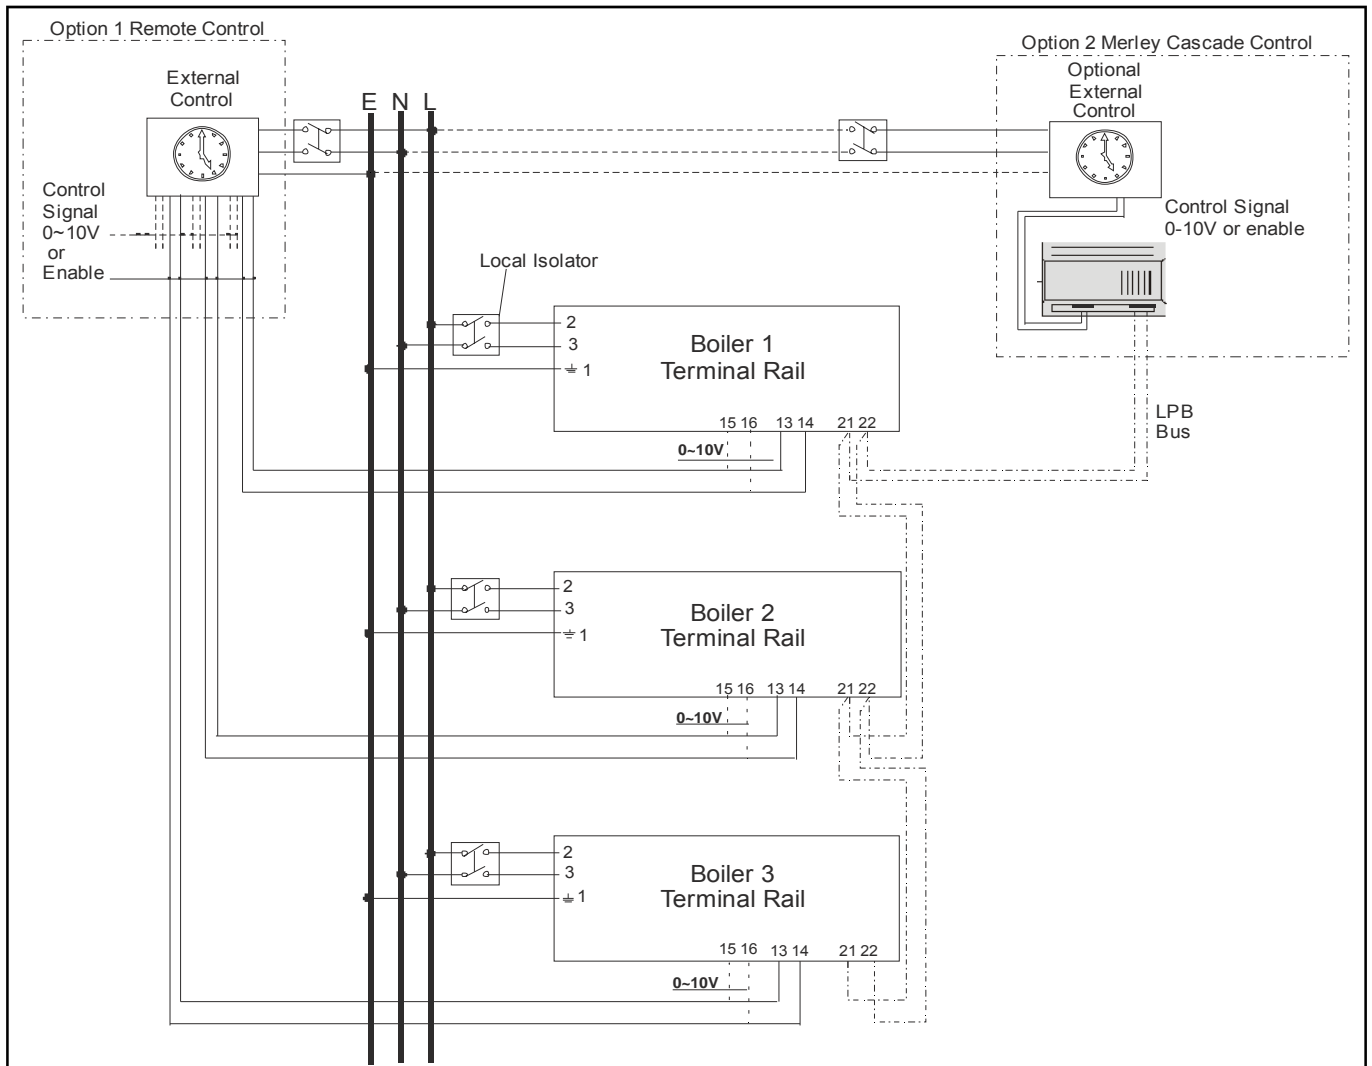 Option 1 Remote Control
Option 2 Merley Cascade Control
External
Control
Optional
External
Control
E N L
Control
Signal
0~10V
or
Enable
Control Signal
0-10V or enable
Local Isolator
2
3
1
Boiler 1
Terminal Rail
15 16 13 14 21 22
0~10V
LPB
Bus
2
3
1
Boiler 2
Terminal Rail
15 16 13 14 21 22
0~10V
2
3
1
Boiler 3
Terminal Rail
15 16 13 14 21 22
0~10V